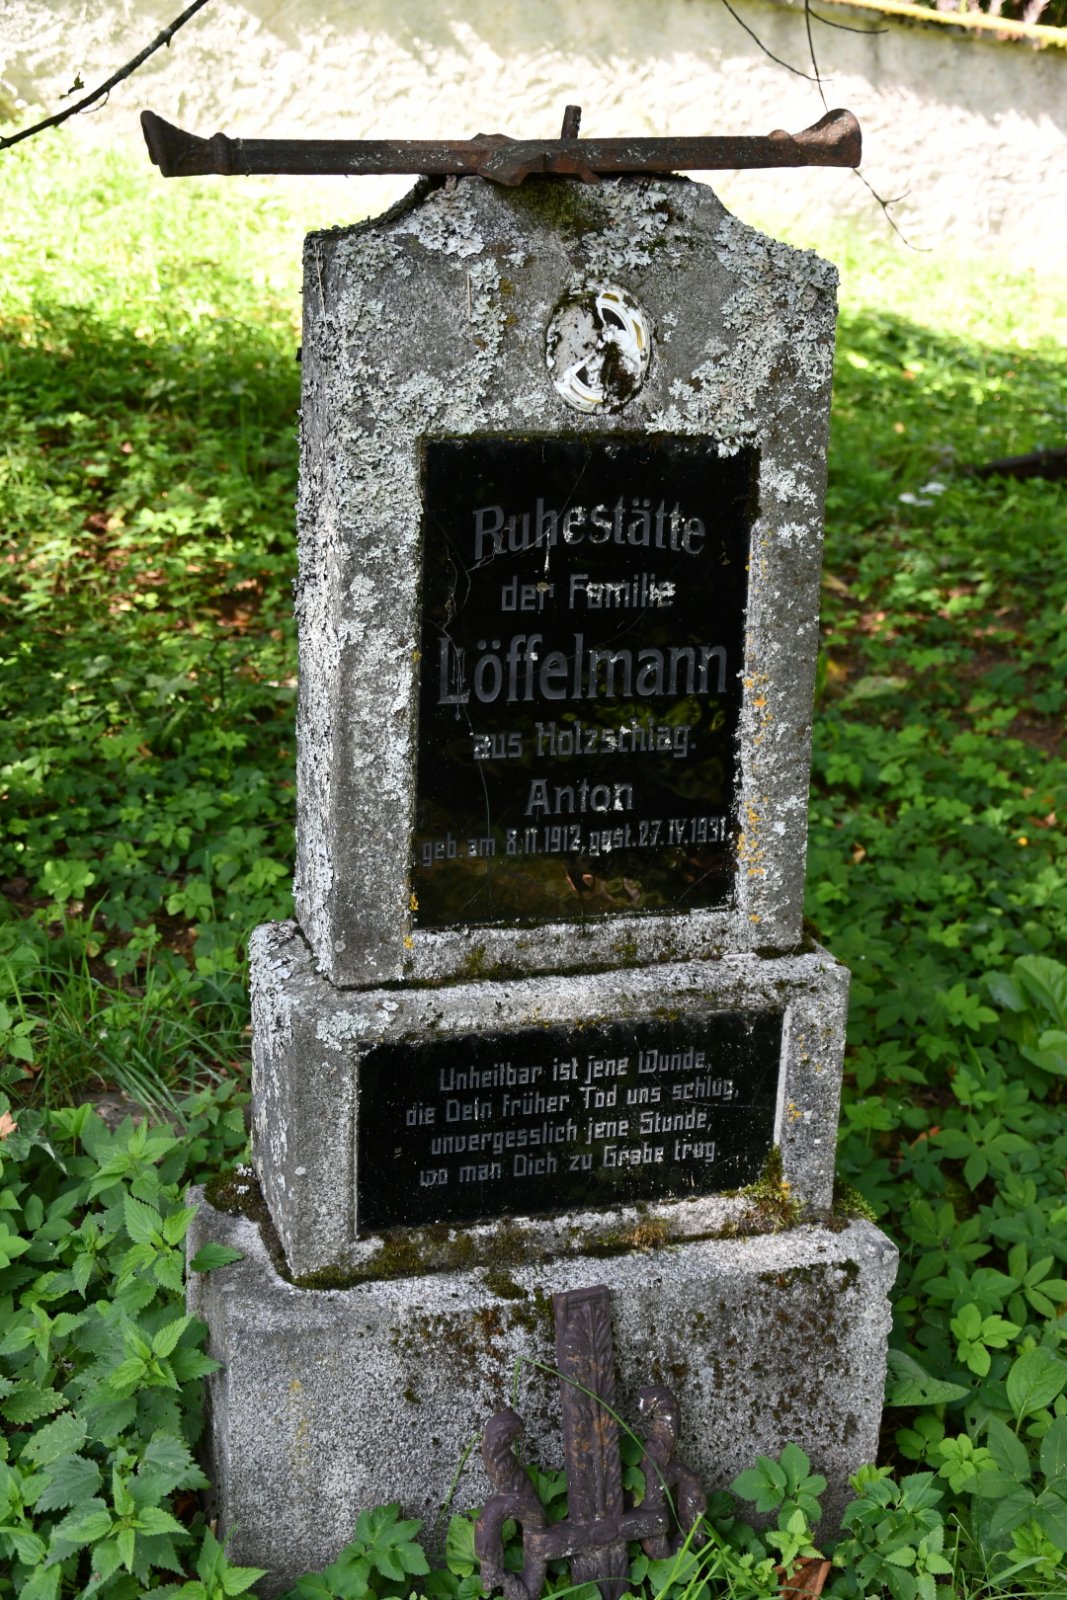 Ruhestätte
der Familie
Löffelmann
aus Holzschlag.
Anton
geb. am 8.II.1912, gest. 27.IV.1931.
Unheilbar ist jene Wunde,
die Dein früher Tod uns schlug,
unvergesslich jene Stunde,
wo man Dich zu Grabe trug.